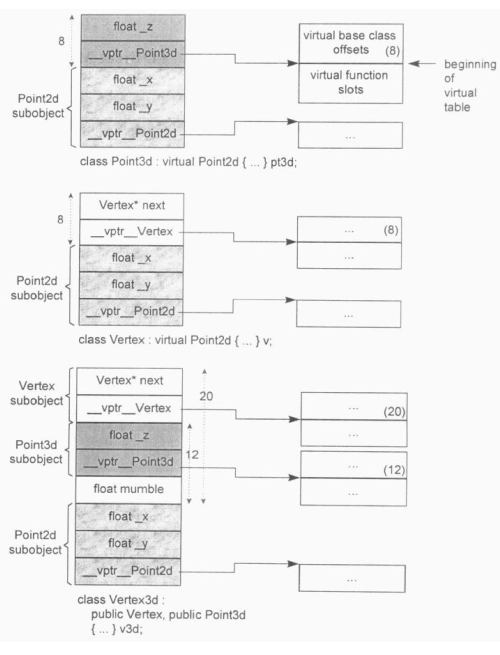 8
float _z
__vptr__Point3d
Point2d
subobject
float _x
float _y
__vptr__Point2d
virtual base class
offsets (8)
virtual function
slots
beginning
of
virtual
table
...
class Point3d : virtual Point2d { ... } pt3d;
8
Vertex* next
__vptr__Vertex
Point2d
subobject
float _x
float _y
__vptr__Point2d
... (8)
...
...
class Vertex : virtual Point2d { ... } v;
Vertex
subobject
Vertex* next
__vptr__Vertex
20
... (20)
...
Point3d
subobject
float _z
__vptr__Point3d
12
... (12)
...
float mumble
Point2d
subobject
float _x
float _y
__vptr__Point2d
...
class Vertex3d :
public Vertex, public Point3d
{ ... } v3d;